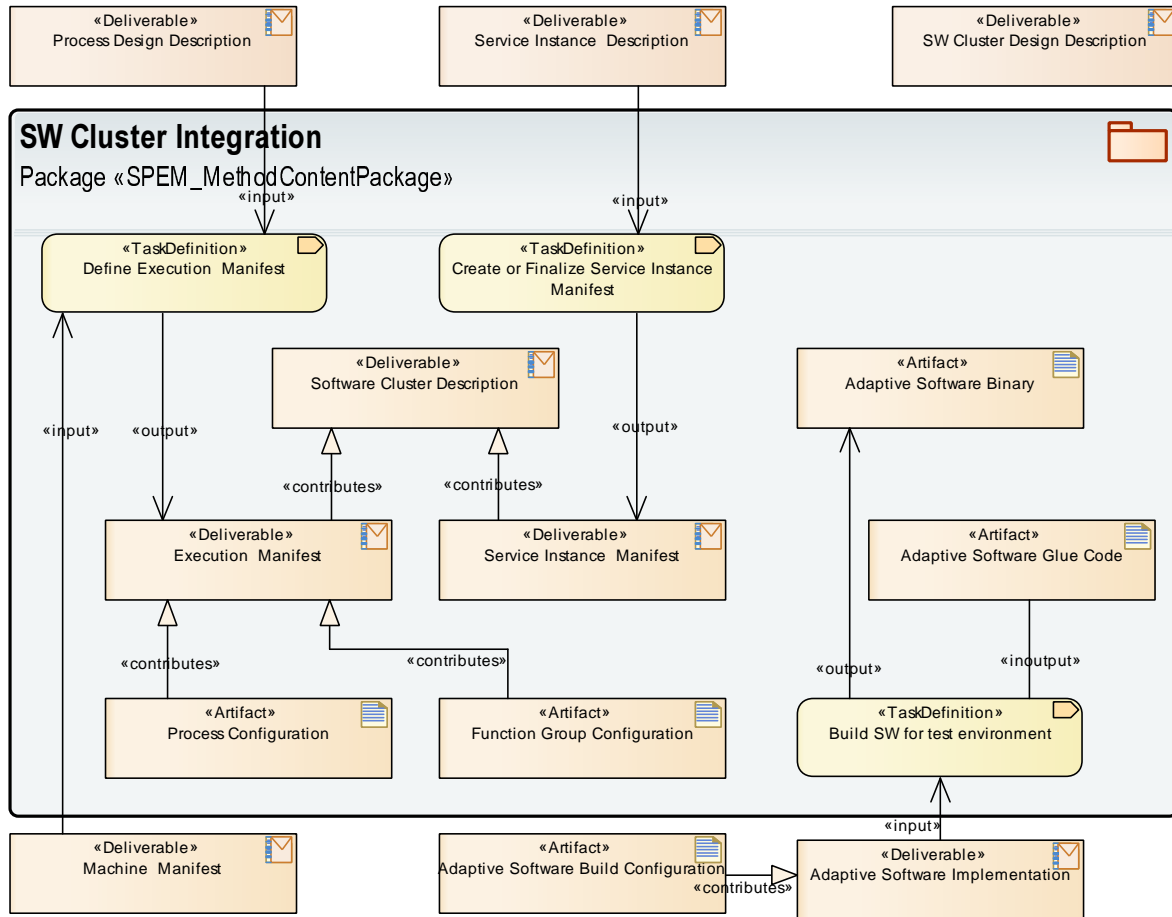 «Deliverable»
Process Design Description
«Deliverable»
Service Instance Description
«Deliverable»
SW Cluster Design Description
SW Cluster Integration
Package «SPEM_MethodContentPackage»
«input»
«input»
«TaskDefinition»
Define Execution Manifest
«TaskDefinition»
Create or Finalize Service Instance
Manifest
«Deliverable»
Software Cluster Description
«Artifact»
Adaptive Software Binary
«input»
«output»
«output»
«contributes»
«contributes»
«Deliverable»
Execution Manifest
«Deliverable»
Service Instance Manifest
«Artifact»
Adaptive Software Glue Code
«contributes»
«contributes»
«output»
«inoutput»
«Artifact»
Process Configuration
«Artifact»
Function Group Configuration
«TaskDefinition»
Build SW for test environment
«input»
«Deliverable»
Machine Manifest
«Artifact»
Adaptive Software Build Configuration
«contributes»
«Deliverable»
Adaptive Software Implementation